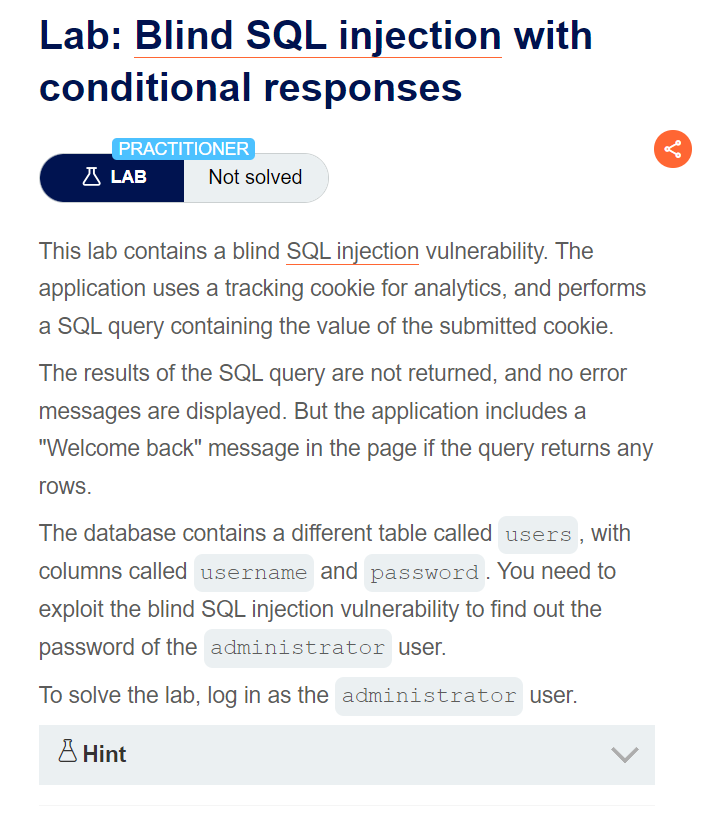 Lab: Blind SQL injection with
conditional responses
PRACTITIONER
LAB Not solved
This lab contains a blind SQL injection vulnerability. The
application uses a tracking cookie for analytics, and performs
a SQL query containing the value of the submitted cookie.
The results of the SQL query are not returned, and no error
messages are displayed. But the application includes a
"Welcome back" message in the page if the query returns any
rows.
The database contains a different table called users, with
columns called username and password. You need to
exploit the blind SQL injection vulnerability to find out the
password of the administrator user.
To solve the lab, log in as the administrator user.
Hint